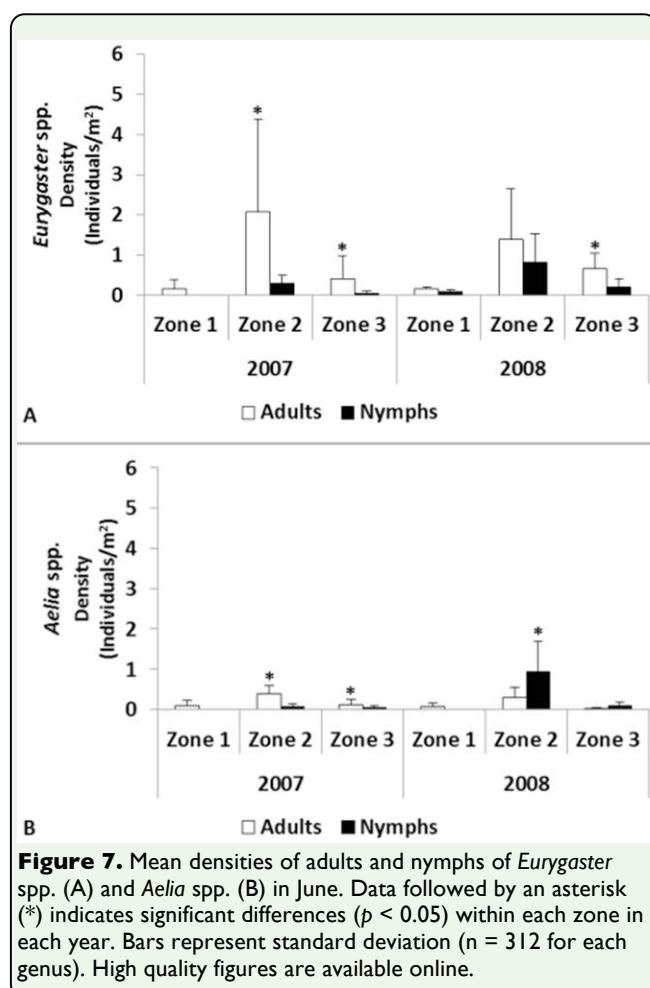 6
5
4
3
2
1
0
Eurygaster spp.
Density
(Individuals/m²)
*
*
*
Zone 1 Zone 2 Zone 3 Zone 1 Zone 2 Zone 3
2007 2008
A
Adults Nymphs
6
5
4
3
2
1
0
Aelia spp.
Density
(Individuals/m²)
*
*
*
Zone 1 Zone 2 Zone 3 Zone 1 Zone 2 Zone 3
2007 2008
B
Adults Nymphs
Figure 7. Mean densities of adults and nymphs of Eurygaster
spp. (A) and Aelia spp. (B) in June. Data followed by an asterisk
(*) indicates significant differences (p < 0.05) within each zone in
each year. Bars represent standard deviation (n = 312 for each
genus). High quality figures are available online.